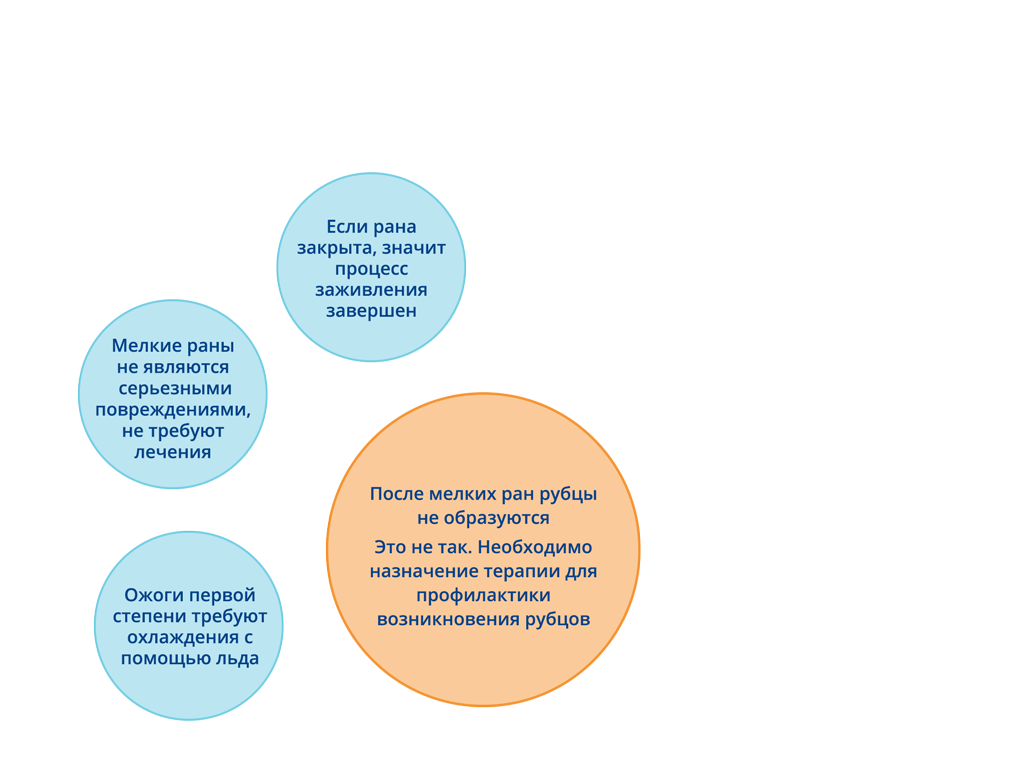 Если рана
закрыта, значит
процесс
заживления
завершен
Мелкие раны
не являются
серьезными
повреждениями,
не требуют
лечения
После мелких ран рубцы
не образуются
Это не так. Необходимо
назначение терапии для
профилактики
возникновения рубцов
Ожоги первой
степени требуют
охлаждения с
помощью льда